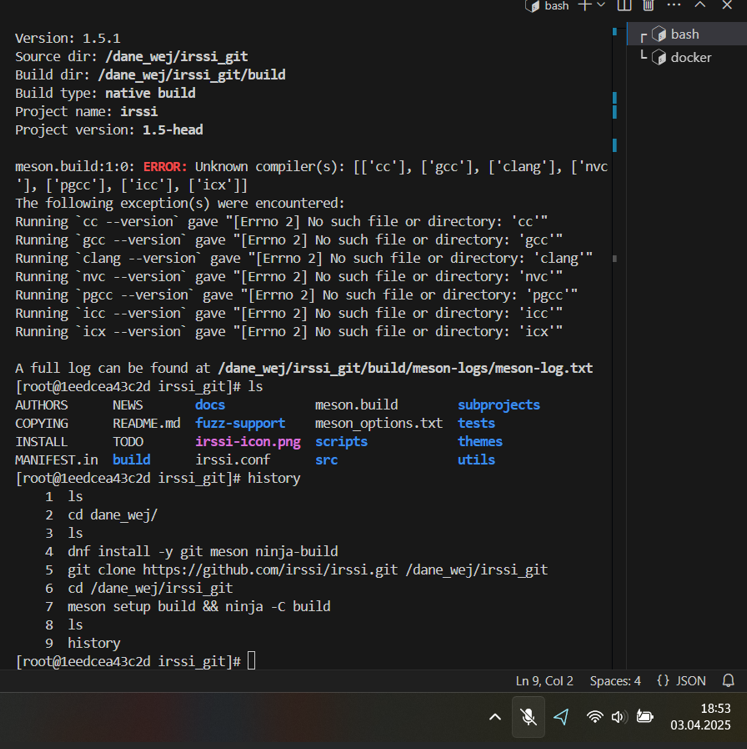 bash
Version: 1.5.1
Source dir: /dane_wej/irssi_git
Build dir: /dane_wej/irssi_git/build
Build type: native build
Project name: irssi
Project version: 1.5-head
meson.build:1:0: ERROR: Unknown compiler(s): [['cc'], ['gcc'], ['clang'], ['nvc
'], ['pgcc'], ['icc'], ['icx']]
The following exception(s) were encountered:
Running `cc --version` gave "[Errno 2] No such file or directory: 'cc'"
Running `gcc --version` gave "[Errno 2] No such file or directory: 'gcc'"
Running `clang --version` gave "[Errno 2] No such file or directory: 'clang'"
Running `nvc --version` gave "[Errno 2] No such file or directory: 'nvc'"
Running `pgcc --version` gave "[Errno 2] No such file or directory: 'pgcc'"
Running `icc --version` gave "[Errno 2] No such file or directory: 'icc'"
Running `icx --version` gave "[Errno 2] No such file or directory: 'icx'"
A full log can be found at /dane_wej/irssi_git/build/meson-logs/meson-log.txt
[root@1eedcea43c2d irssi_git]# ls
AUTHORS NEWS docs meson.build subprojects
COPYING README.md fuzz-support meson_options.txt tests
INSTALL TODO irssi-icon.png scripts themes
MANIFEST.in build irssi.conf src utils
[root@1eedcea43c2d irssi_git]# history
1 ls
2 cd dane_wej/
3 ls
4 dnf install -y git meson ninja-build
5 git clone https://github.com/irssi/irssi.git /dane_wej/irssi_git
6 cd /dane_wej/irssi_git
7 meson setup build && ninja -C build
8 ls
9 history
[root@1eedcea43c2d irssi_git]#
bash
docker
Ln 9, Col 2 Spaces: 4 {} JSON
18:53
03.04.2025